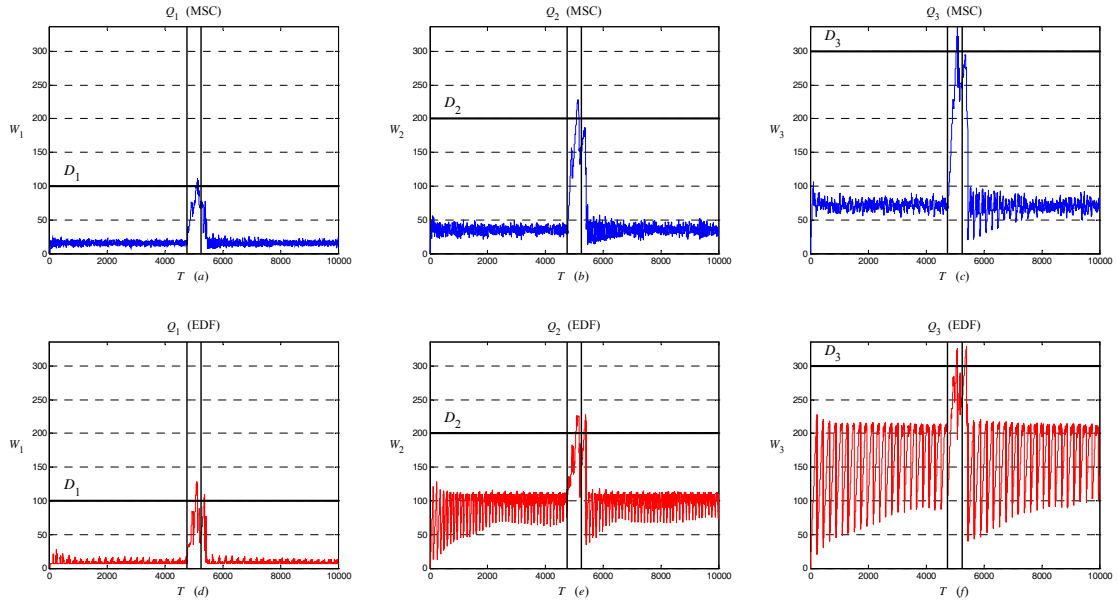 Q1 (MSC)
300
250
200
W1
150
D1
100
50
0
0 2000 4000 6000 8000 10000
T (a)
Q2 (MSC)
300
250
D2
200
W2
150
100
50
0
0 2000 4000 6000 8000 10000
T (b)
Q3 (MSC)
D3
300
250
200
W3
150
100
50
0
0 2000 4000 6000 8000 10000
T (c)
Q1 (EDF)
300
250
200
W1
150
D1
100
50
0
0 2000 4000 6000 8000 10000
T (d)
Q2 (EDF)
300
250
D2
200
W2
150
100
50
0
0 2000 4000 6000 8000 10000
T (e)
Q3 (EDF)
D3
300
250
200
W3
150
100
50
0
0 2000 4000 6000 8000 10000
T (f)